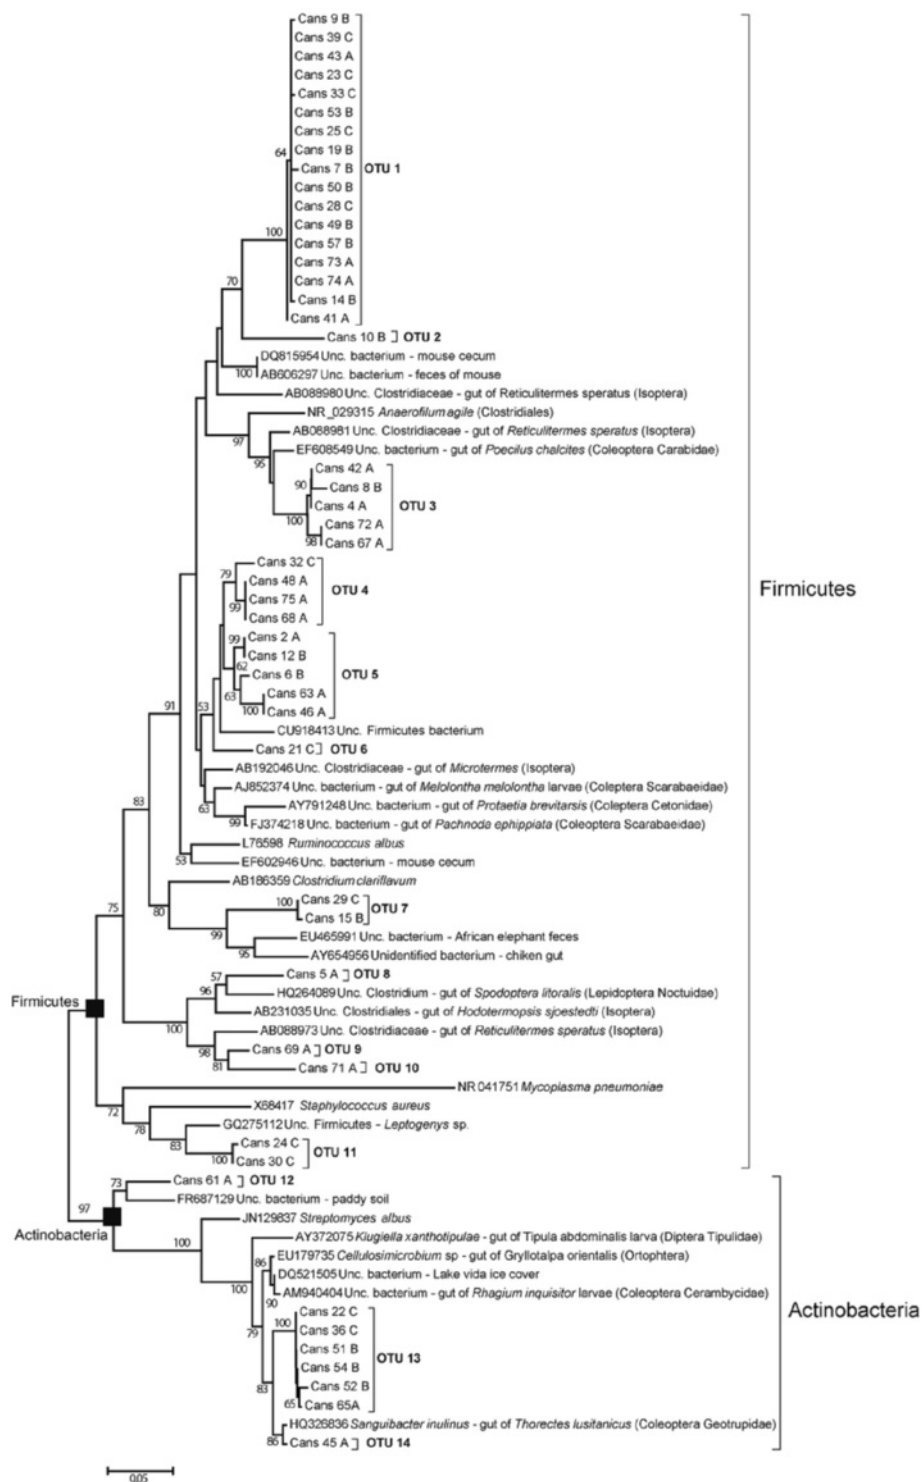 Cans 9 B
Cans 39 C
Cans 43 A
Cans 23 C
Cans 33 C
Cans 53 B
Cans 25 C
64
Cans 19 B
Cans 7 B OTU 1
Cans 50 B
Cans 28 C
Cans 49 B
100
Cans 57 B
Cans 73 A
Cans 74 A
70
Cans 14 B
Cans 41 A
Cans 10 B OTU 2
DQ815954 Unc. bacterium - mouse cecum
100 AB606297 Unc. bacterium - feces of mouse
AB088980 Unc. Clostridiaceae - gut of Reticulitermes speratus (Isoptera)
NR_029315 Anaerofilum agile (Clostridiales)
97
AB088981 Unc. Clostridiaceae - gut of Reticulitermes speratus (Isoptera)
95
EF608549 Unc. bacterium - gut of Poecilus chalcites (Coleoptera Carabidae)
Cans 42 A
90 Cans 8 B
Cans 4 A OTU 3
100
Cans 72 A
98 Cans 67 A
Cans 32 C
79
Cans 48 A OTU 4
Cans 75 A
99
Cans 68 A
Firmicutes
99 Cans 2 A
Cans 12 B
62
Cans 6 B OTU 5
63 Cans 63 A
100 Cans 46 A
91 53
CU918413 Unc. Firmicutes bacterium
Cans 21 C OTU 6
AB192046 Unc. Clostridiaceae - gut of Microtermes (Isoptera)
AJ852374 Unc. bacterium - gut of Melolontha melolontha larvae (Coleptera Scarabaeidae)
63
AY791248 Unc. bacterium - gut of Protaetia brevitarsis (Coleptera Cetonidae)
83
99 FJ374218 Unc. bacterium - gut of Pachnoda ephippiata (Coleoptera Scarabaeidae)
L76598 Ruminococcus albus
53 EF602946 Unc. bacterium - mouse cecum
AB186359 Clostridium clariflavum
100 Cans 29 C
OTU 7
75 80
Cans 15 B
99
EU465991 Unc. bacterium - African elephant feces
95
AY654956 Unidentified bacterium - chiken gut
57 Cans 5 A OTU 8
96
HQ264089 Unc. Clostridium - gut of Spodoptera litoralis (Lepidoptera Noctuidae)
Firmicutes
AB231035 Unc. Clostridiales - gut of Hodotermopsis sjoestedti (Isoptera)
100
AB088973 Unc. Clostridiaceae - gut of Reticulitermes speratus (Isoptera)
98
Cans 69 A OTU 9
81
Cans 71 A OTU 10
NR 041751 Mycoplasma pneumoniae
72
X68417 Staphylococcus aureus
78
GQ275112 Unc. Firmicutes - Leptogenys sp.
83
Cans 24 C
OTU 11
100 Cans 30 C
73 Cans 61 A OTU 12
FR687129 Unc. bacterium - paddy soil
97
JN129837 Streptomyces albus
Actinobacteria
100
AY372075 Klugiella xanthotipulae - gut of Tipula abdominalis larva (Diptera Tipulidae)
86 EU179735 Cellulosimicrobium sp - gut of Gryllotalpa orientalis (Ortophtera)
DQ521505 Unc. bacterium - Lake vida ice cover
100
AM940404 Unc. bacterium - gut of Rhagium inquisitor larvae (Coleoptera Cerambycidae)
90
Cans 22 C
Actinobacteria
100
Cans 36 C
79
Cans 51 B
OTU 13
Cans 54 B
83
Cans 52 B
65 Cans 65A
HQ326836 Sanguibacter inulinus - gut of Thorectes lusitanicus (Coleoptera Geotrupidae)
86 Cans 45 A OTU 14
0.05